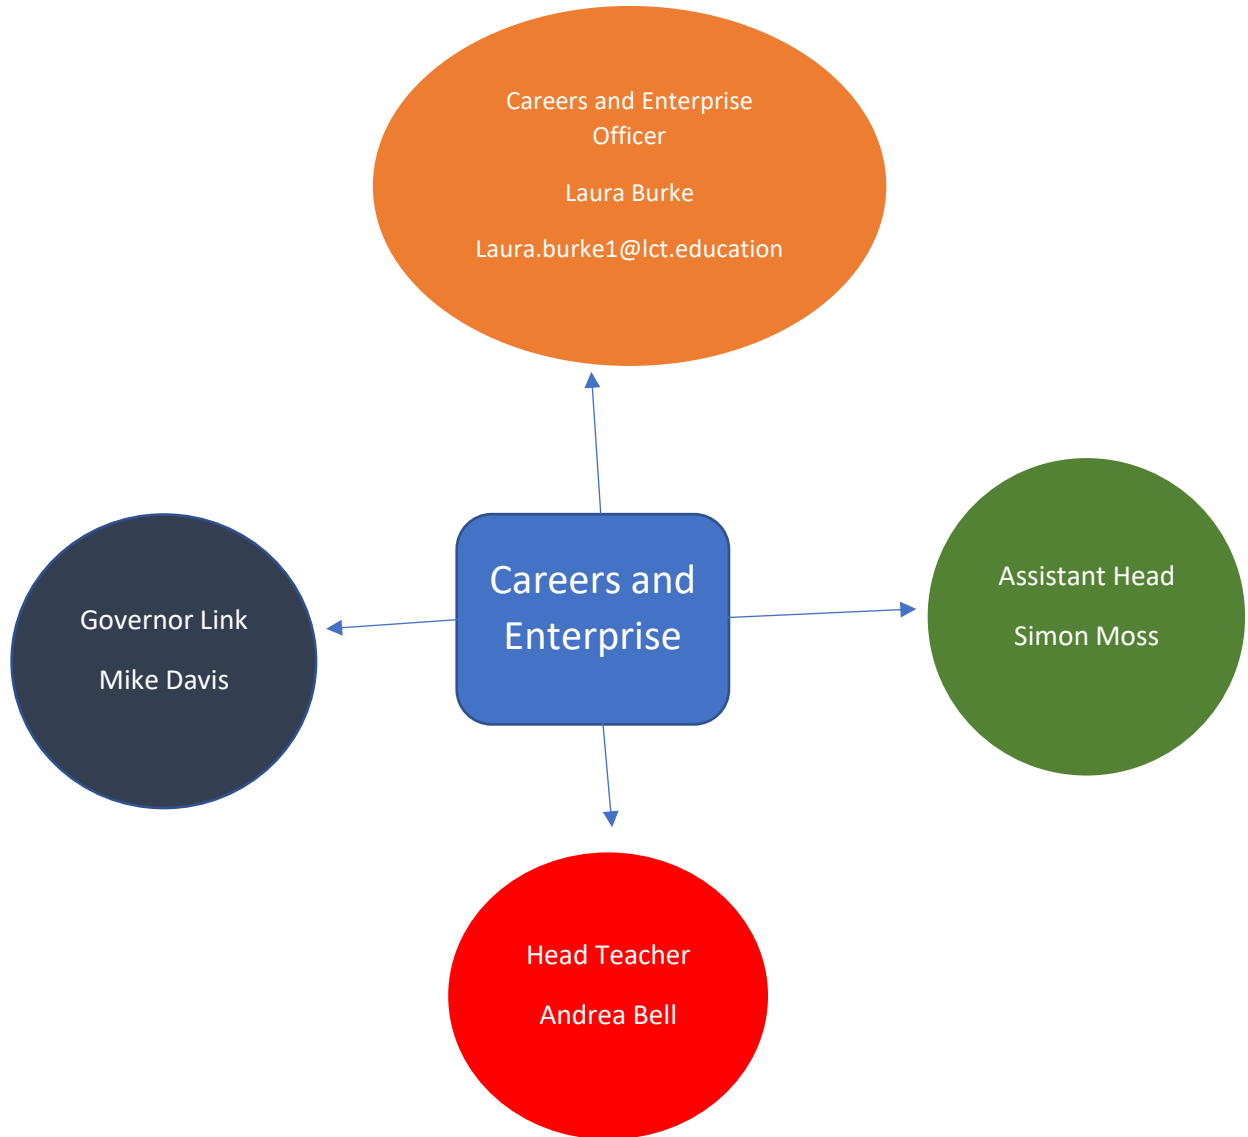 Careers and Enterprise
Officer
Laura Burke
Laura.burke1@lct.education
Careers and
Enterprise
Assistant Head
Simon Moss
Governor Link
Mike Davis
Head Teacher
Andrea Bell